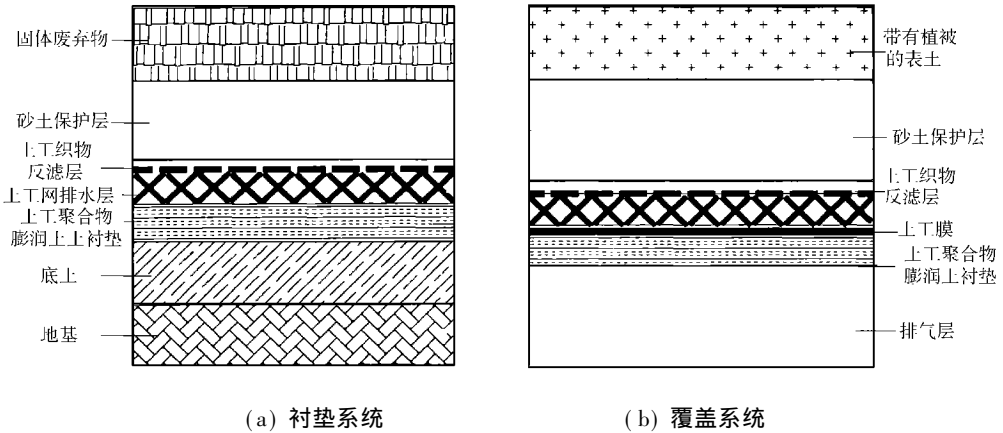 固体废弃物
砂土保护层
上工织物
反滤层
上工网排水层
上工聚合物
膨润上上衬垫
底上
地基
(a) 衬垫系统
带有植被
的表土
砂土保护层
上工织物
反滤层
上工膜
上工聚合物
膨润上衬垫
排气层
(b) 覆盖系统